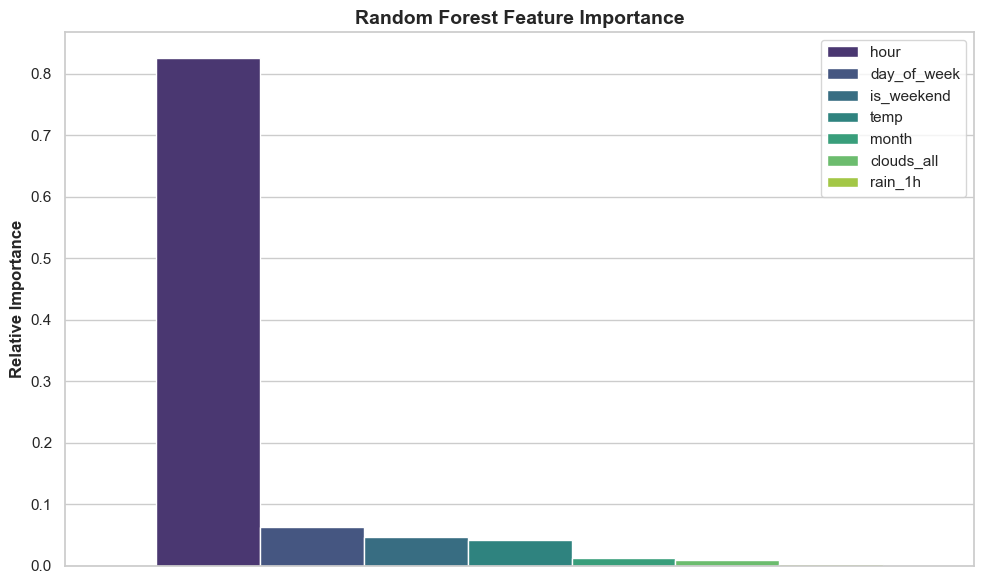 Random Forest Feature Importance
hour
day_of_week
is_weekend
temp
month
clouds_all
rain_1h
Relative Importance
0.8
0.7
0.6
0.5
0.4
0.3
0.2
0.1
0.0